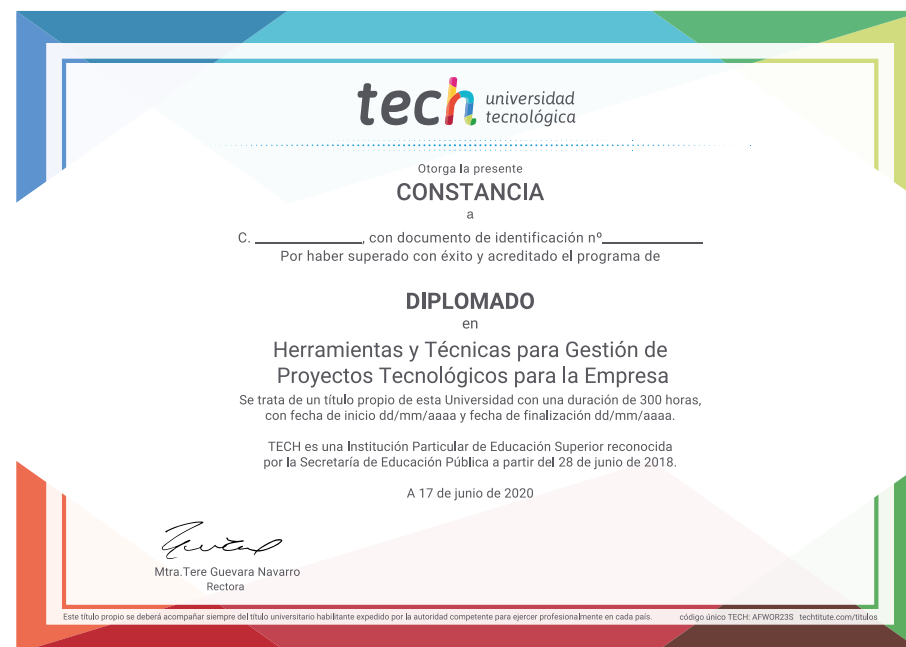 tech universidad
tecnológica
Otorga la presente
CONSTANCIA
a
C. ____________, con documento de identificación nº____________
Por haber superado con éxito y acreditado el programa de
DIPLOMADO
en
Herramientas y Técnicas para Gestión de
Proyectos Tecnológicos para la Empresa
Se trata de un título propio de esta Universidad con una duración de 300 horas,
con fecha de inicio dd/mm/aaaa y fecha de finalización dd/mm/aaaa.
TECH es una Institución Particular de Educación Superior reconocida
por la Secretaría de Educación Pública a partir del 28 de junio de 2018.
A 17 de junio de 2020
Mtra.Tere Guevara Navarro
Rectora
Este título propio se deberá acompañar siempre del título universitario habilitante expedido por la autoridad competente para ejercer profesionalmente en cada país. código único TECH: AFWOR23S techtitute.com/titulos